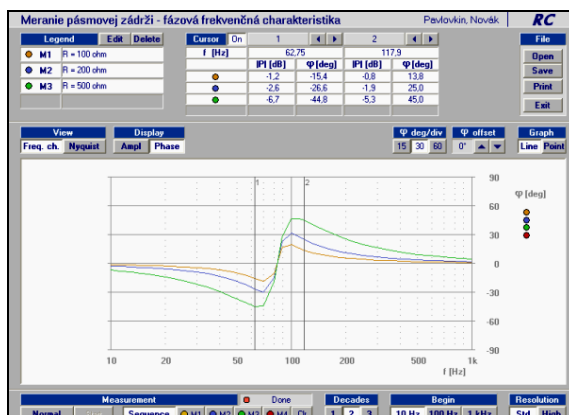 Meranie pásmovej zádrži - fázová frekvenčná charakteristika Pavlovkin, Novák RC
Legend Edit Delete Cursor On 1 2 File
M1 R = 100 ohm f [Hz] 62,75 117,9 Open
M2 R = 200 ohm |P| [dB] φ [deg] |P| [dB] φ [deg] Save
M3 R = 500 ohm -1,2 -15,4 -0,8 13,8 Print
-2,6 -26,6 -1,9 25,0
-6,7 -44,8 -5,3 45,0 Exit
View Display φ deg/div φ offset Graph
Freq. ch. Nyquist Ampl Phase 15 30 60 0° Line Point
1 2 90
φ [deg]
60
30
0
-30
-60
-90
10 20 50 100 200 500 1k
f [Hz]
Measurement Done Decades Begin Resolution
Normal Sequence M1 M2 M3 M4 Ch 1 2 3 10 Hz 100 Hz 1 kHz Std High